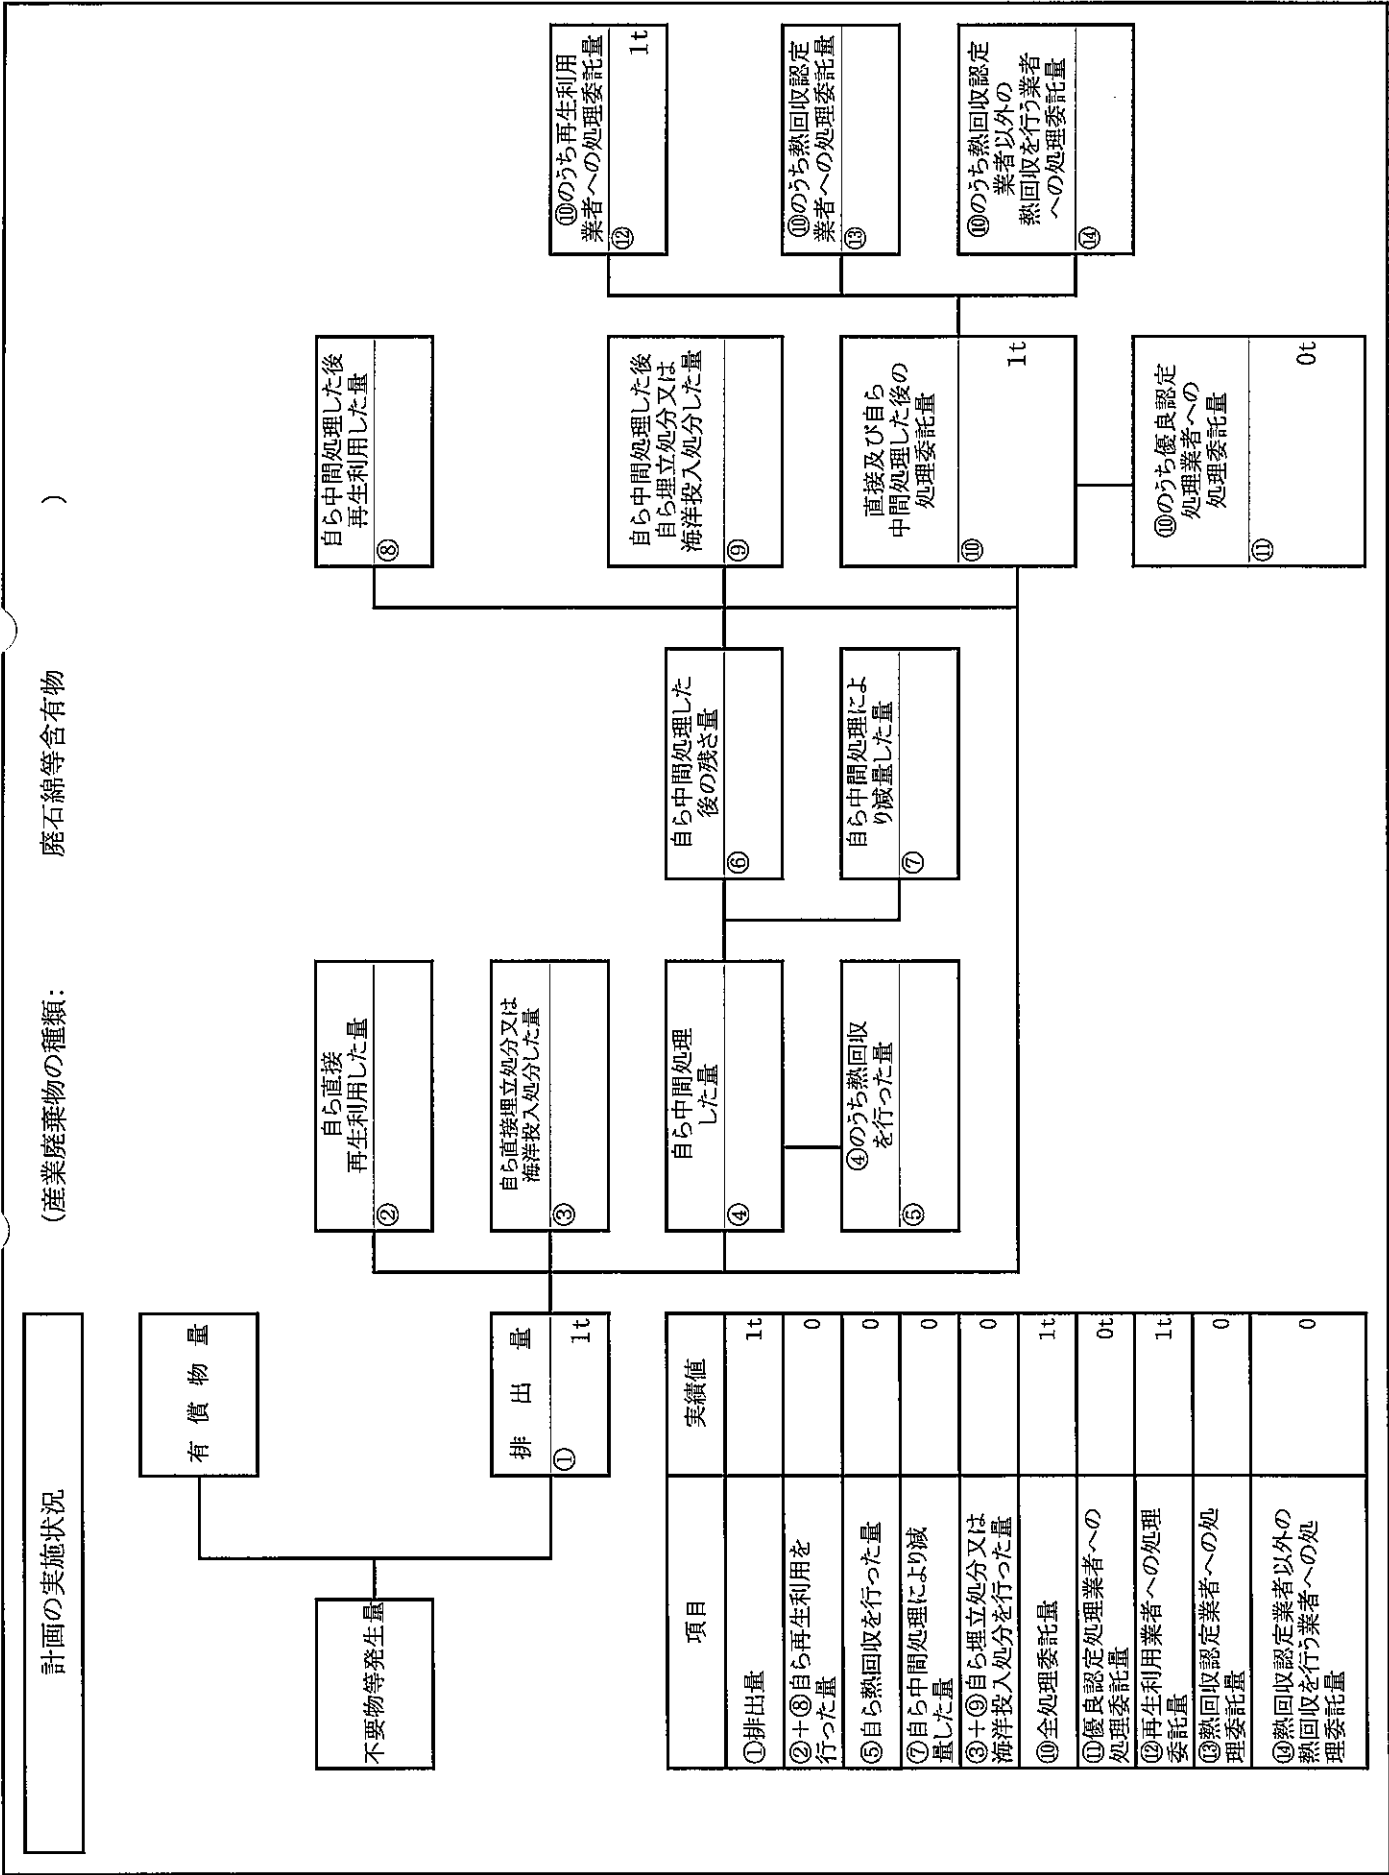 計画の実施状況
(産業廃棄物の種類: 廃石綿等含有物 )
不要物等発生量
有償物量
排出量
① 1t
自ら直接
再生利用した量
②
自ら直接埋立処分又は
海洋投入処分した量
③
自ら中間処理
した量
④
④のうち熱回収
を行った量
⑤
自ら中間処理した
後の残さ量
⑥
自ら中間処理によ
り減量した量
⑦
自ら中間処理した後
再生利用した量
⑧
自ら中間処理した後
自ら埋立処分又は
海洋投入処分した量
⑨
直接及び自ら
中間処理した後の
処理委託量
⑩ 1t
⑩のうち優良認定
処理業者への
処理委託量
⑪ 0t
⑩のうち再生利用
業者への処理委託量
⑫ 1t
⑩のうち熱回収認定
業者への処理委託量
⑬
⑩のうち熱回収認定
業者以外の
熱回収を行う業者
への処理委託量
⑭
項目 実績値
①排出量 1t
②+⑧自ら再生利用を
行った量 0
⑤自ら熱回収を行った量 0
⑦自ら中間処理により減
量した量 0
③+⑨自ら埋立処分又は
海洋投入処分を行った量 0
⑩全処理委託量 1t
⑪優良認定処理業者への
処理委託量 0t
⑫再生利用業者への処理
委託量 1t
⑬熱回収認定業者への処
理委託量 0
⑭熱回収認定業者以外の
熱回収を行う業者への処
理委託量 0